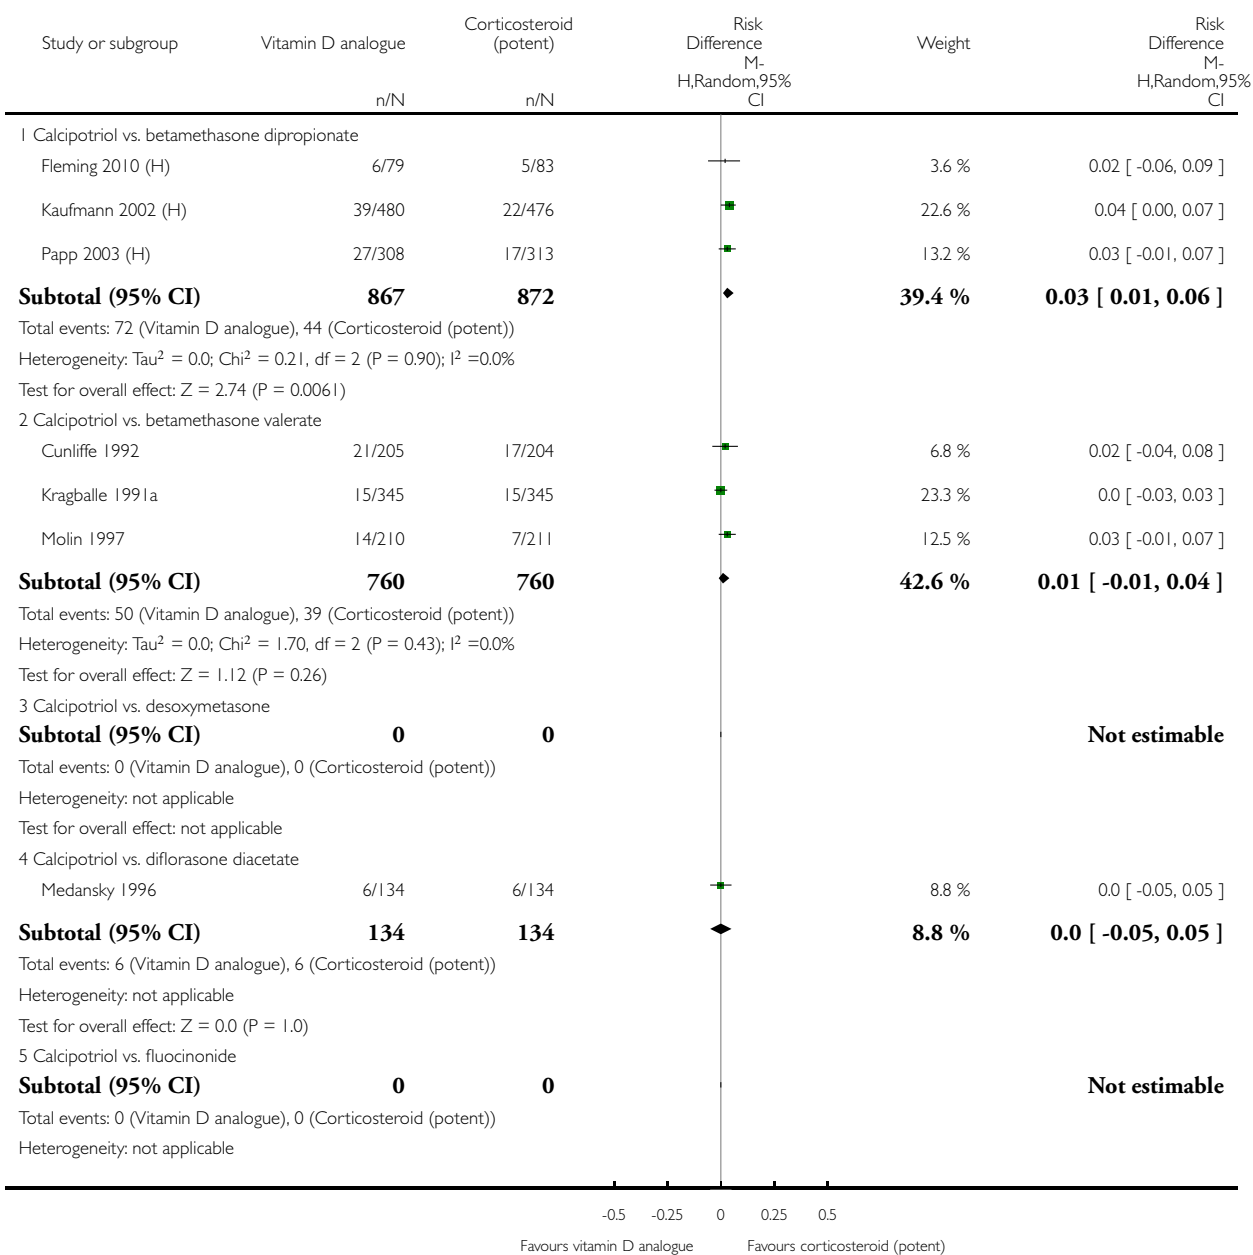 Study or subgroup Vitamin D analogue Corticosteroid (potent) Risk Difference Weight Risk Difference
n/N n/N M-H,Random,95% CI M-H,Random,95% CI
1 Calcipotriol vs. betamethasone dipropionate
Fleming 2010 (H) 6/79 5/83 3.6 % 0.02 [ -0.06, 0.09 ]
Kaufmann 2002 (H) 39/480 22/476 22.6 % 0.04 [ 0.00, 0.07 ]
Papp 2003 (H) 27/308 17/313 13.2 % 0.03 [ -0.01, 0.07 ]
Subtotal (95% CI) 867 872 39.4 % 0.03 [ 0.01, 0.06 ]
Total events: 72 (Vitamin D analogue), 44 (Corticosteroid (potent))
Heterogeneity: Tau² = 0.0; Chi² = 0.21, df = 2 (P = 0.90); I² =0.0%
Test for overall effect: Z = 2.74 (P = 0.0061)
2 Calcipotriol vs. betamethasone valerate
Cunliffe 1992 21/205 17/204 6.8 % 0.02 [ -0.04, 0.08 ]
Kragballe 1991a 15/345 15/345 23.3 % 0.0 [ -0.03, 0.03 ]
Molin 1997 14/210 7/211 12.5 % 0.03 [ -0.01, 0.07 ]
Subtotal (95% CI) 760 760 42.6 % 0.01 [ -0.01, 0.04 ]
Total events: 50 (Vitamin D analogue), 39 (Corticosteroid (potent))
Heterogeneity: Tau² = 0.0; Chi² = 1.70, df = 2 (P = 0.43); I² =0.0%
Test for overall effect: Z = 1.12 (P = 0.26)
3 Calcipotriol vs. desoxymetasone
Subtotal (95% CI) 0 0 Not estimable
Total events: 0 (Vitamin D analogue), 0 (Corticosteroid (potent))
Heterogeneity: not applicable
Test for overall effect: not applicable
4 Calcipotriol vs. diflorasone diacetate
Medansky 1996 6/134 6/134 8.8 % 0.0 [ -0.05, 0.05 ]
Subtotal (95% CI) 134 134 8.8 % 0.0 [ -0.05, 0.05 ]
Total events: 6 (Vitamin D analogue), 6 (Corticosteroid (potent))
Heterogeneity: not applicable
Test for overall effect: Z = 0.0 (P = 1.0)
5 Calcipotriol vs. fluocinonide
Subtotal (95% CI) 0 0 Not estimable
Total events: 0 (Vitamin D analogue), 0 (Corticosteroid (potent))
Heterogeneity: not applicable
-0.5 -0.25 0 0.25 0.5
Favours vitamin D analogue Favours corticosteroid (potent)